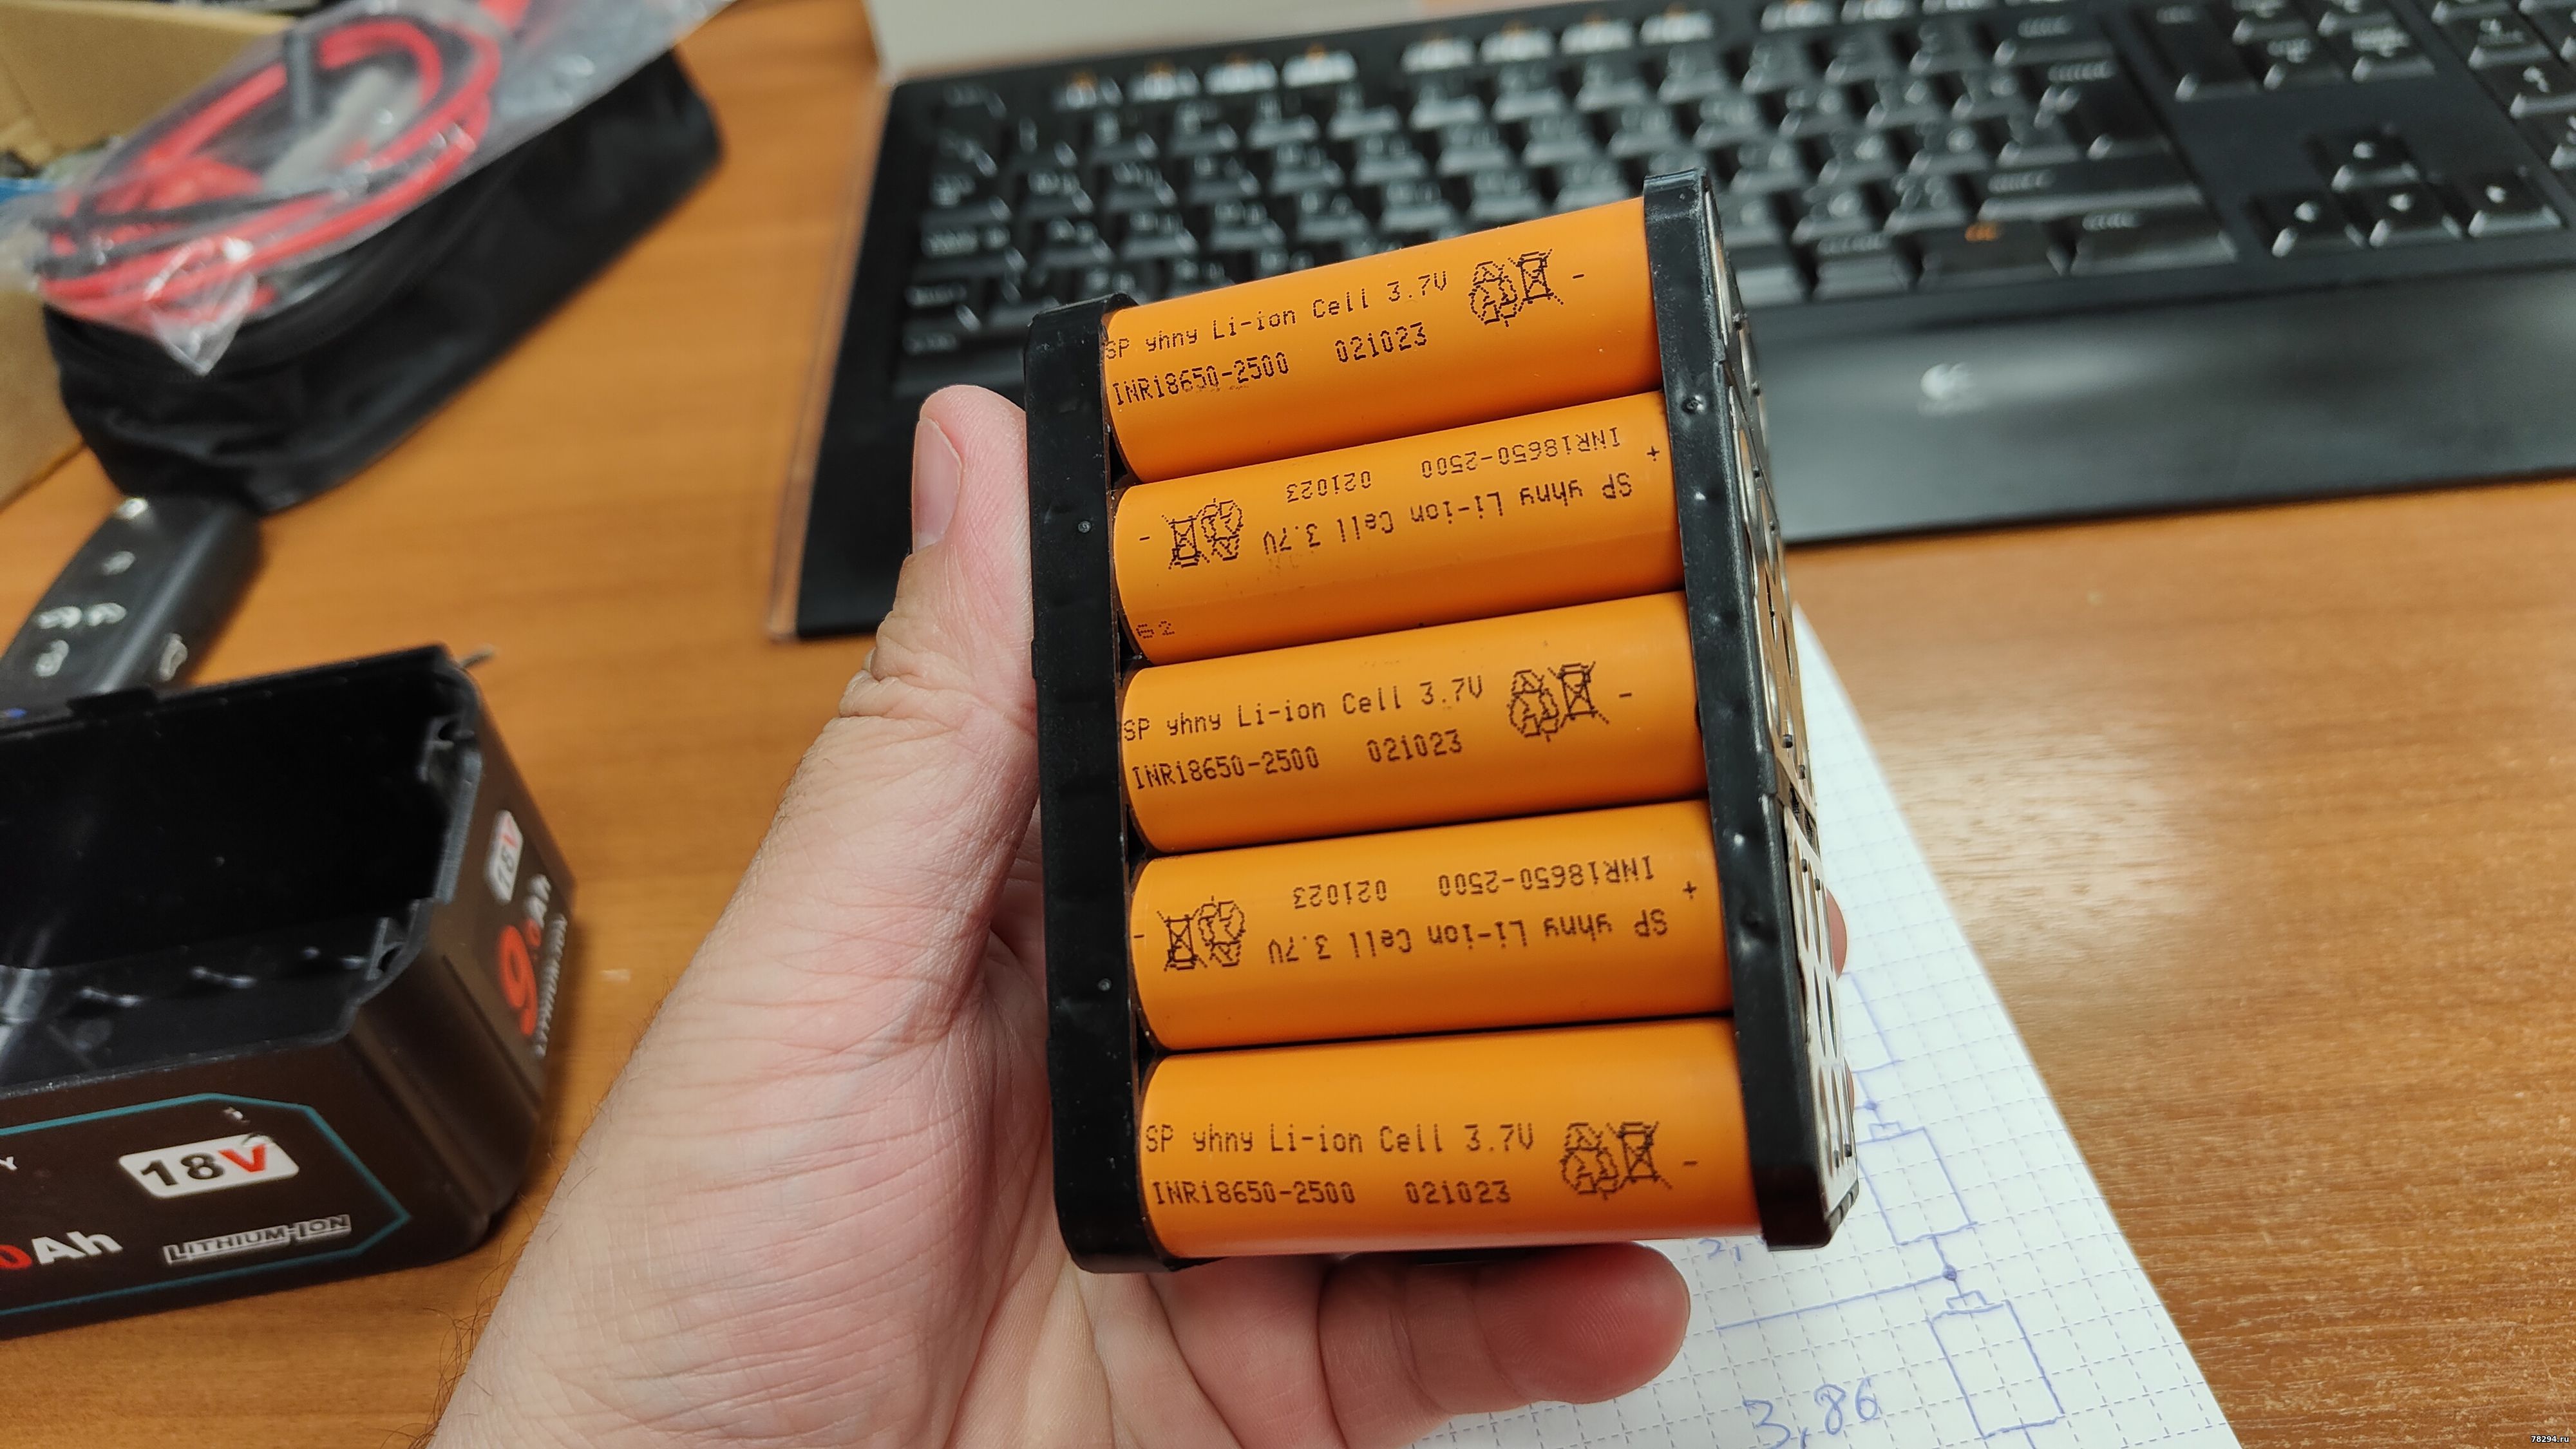 SP yhny Li-ion Cell 3.7V -
INR18650-2500 021023
INR18650-2500 021023
+ SP yhny Li-ion Cell 3.7V -
62
SP yhny Li-ion Cell 3.7V -
INR18650-2500 021023
INR18650-2500 021023
+ SP yhny Li-ion Cell 3.7V -
SP yhny Li-ion Cell 3.7V -
INR18650-2500 021023
18V
9
18V
0Ah
LITHIUM-ION
3,86
78294.ru